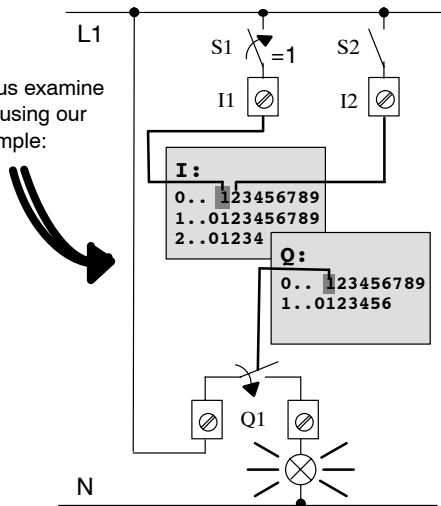 L1
S1
=1
S2
us examine
using our
mple:
I1
I2
I:
0.. 123456789
1..0123456789
2..01234
Q:
0.. 123456789
1..0123456
Q1
N